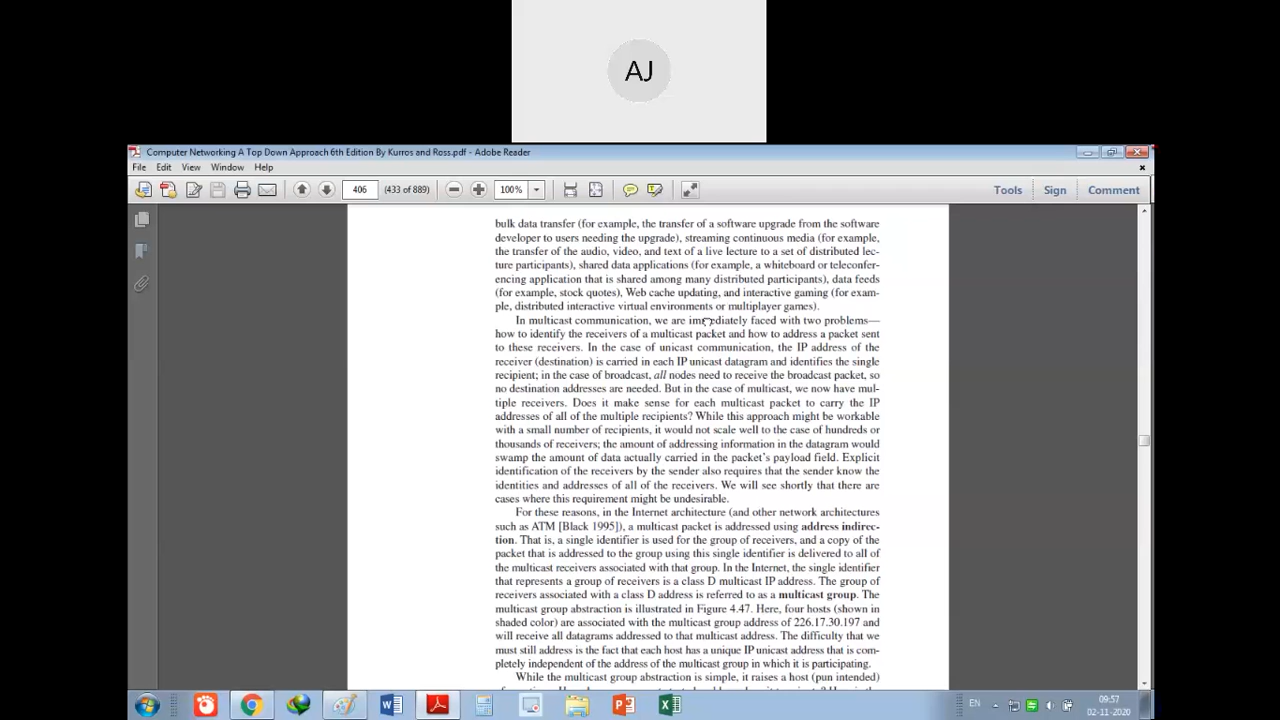 AJ
Computer Networking A Top Down Approach 6th Edition By Kurros and Ross.pdf - Adobe Reader
File Edit View Window Help
406 (433 of 889) 100% Tools Sign Comment
bulk data transfer (for example, the transfer of a software upgrade from the software
developer to users needing the upgrade), streaming continuous media (for example,
the transfer of the audio, video, and text of a live lecture to a set of distributed lec-
ture participants), shared data applications (for example, a whiteboard or teleconfer-
encing application that is shared among many distributed participants), data feeds
(for example, stock quotes), Web cache updating, and interactive gaming (for exam-
ple, distributed interactive virtual environments or multiplayer games).
In multicast communication, we are immediately faced with two problems—
how to identify the receivers of a multicast packet and how to address a packet sent
to these receivers. In the case of unicast communication, the IP address of the
receiver (destination) is carried in each IP unicast datagram and identifies the single
recipient; in the case of broadcast, all nodes need to receive the broadcast packet, so
no destination addresses are needed. But in the case of multicast, we now have mul-
tiple receivers. Does it make sense for each multicast packet to carry the IP
addresses of all of the multiple recipients? While this approach might be workable
with a small number of recipients, it would not scale well to the case of hundreds or
thousands of receivers; the amount of addressing information in the datagram would
swamp the amount of data actually carried in the packet's payload field. Explicit
identification of the receivers by the sender also requires that the sender know the
identities and addresses of all of the receivers. We will see shortly that there are
cases where this requirement might be undesirable.
For these reasons, in the Internet architecture (and other network architectures
such as ATM [Black 1995]), a multicast packet is addressed using address indirec-
tion. That is, a single identifier is used for the group of receivers, and a copy of the
packet that is addressed to the group using this single identifier is delivered to all of
the multicast receivers associated with that group. In the Internet, the single identifier
that represents a group of receivers is a class D multicast IP address. The group of
receivers associated with a class D address is referred to as a multicast group. The
multicast group abstraction is illustrated in Figure 4.47. Here, four hosts (shown in
shaded color) are associated with the multicast group address of 226.17.30.197 and
will receive all datagrams addressed to that multicast address. The difficulty that we
must still address is the fact that each host has a unique IP unicast address that is com-
pletely independent of the address of the multicast group in which it is participating.
While the multicast group abstraction is simple, it raises a host (pun intended)
EN 09:57
02-11-2020